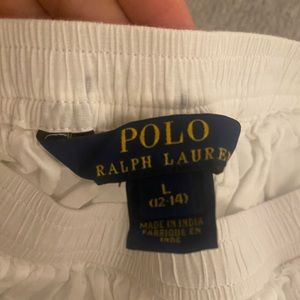 POLO
RALPH LAURE
L
(12-14)
MADE IN INDIA
FABRIQUE EN
INDE